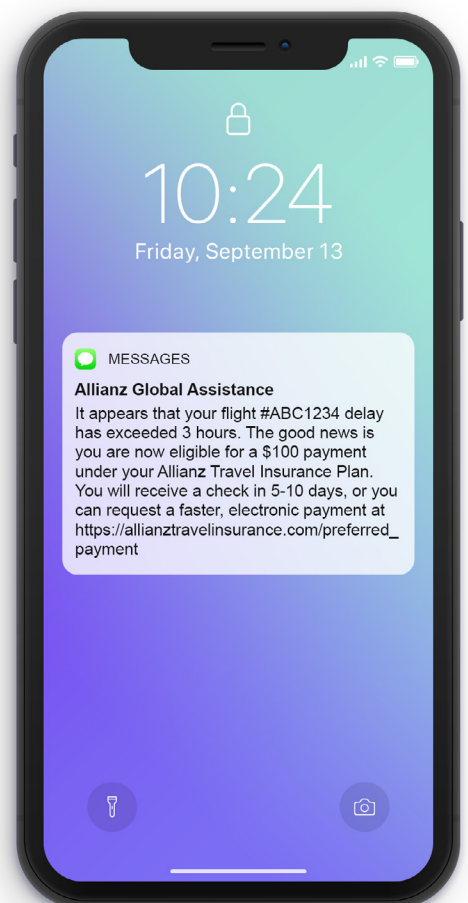 10:24
Friday, September 13
MESSAGES
Allianz Global Assistance
It appears that your flight #ABC1234 delay
has exceeded 3 hours. The good news is
you are now eligible for a $100 payment
under your Allianz Travel Insurance Plan.
You will receive a check in 5-10 days, or you
can request a faster, electronic payment at
https://allianztravelinsurance.com/preferred_
payment